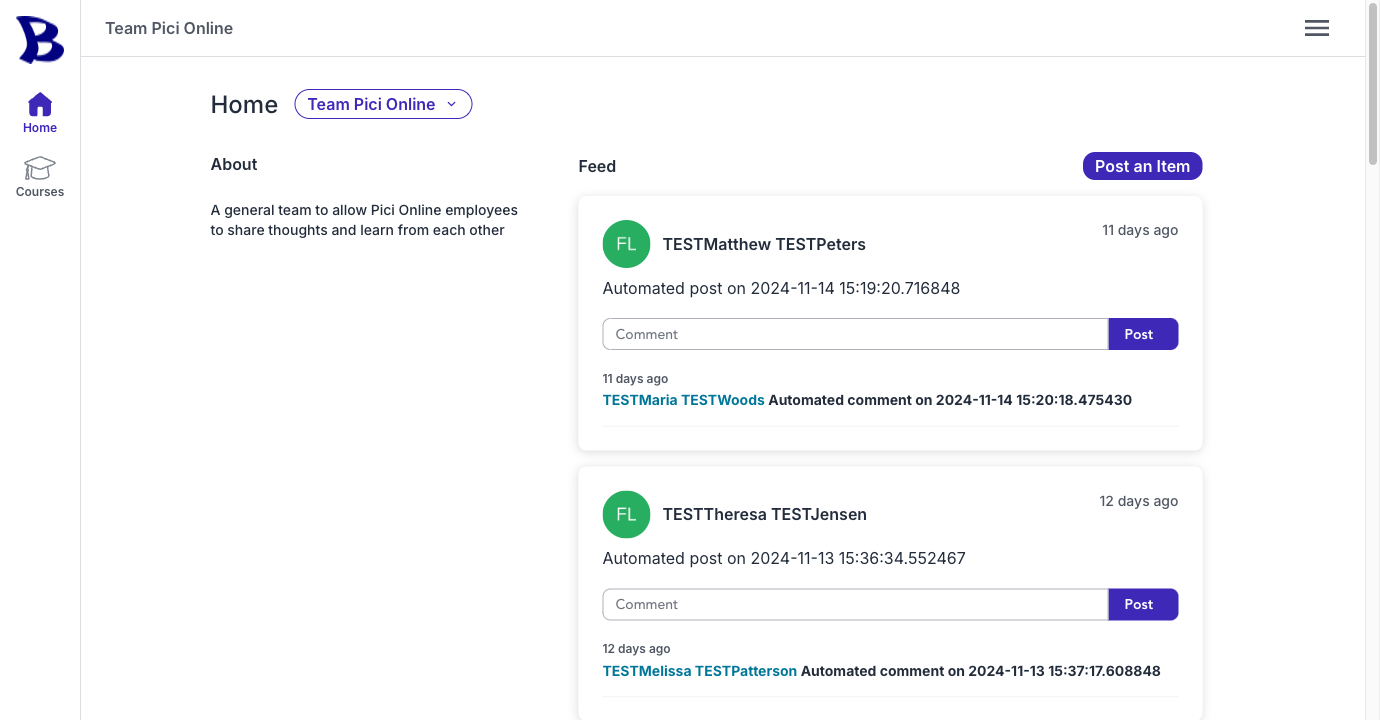 B
Team Pici Online
Home
Courses
Home
Team Pici Online
About
A general team to allow Pici Online employees
to share thoughts and learn from each other
Feed
Post an Item
FL
TESTMatthew TESTPeters
11 days ago
Automated post on 2024-11-14 15:19:20.716848
Comment
Post
11 days ago
TESTMaria TESTWoods Automated comment on 2024-11-14 15:20:18.475430
FL
TESTTheresa TESTJensen
12 days ago
Automated post on 2024-11-13 15:36:34.552467
Comment
Post
12 days ago
TESTMelissa TESTPatterson Automated comment on 2024-11-13 15:37:17.608848